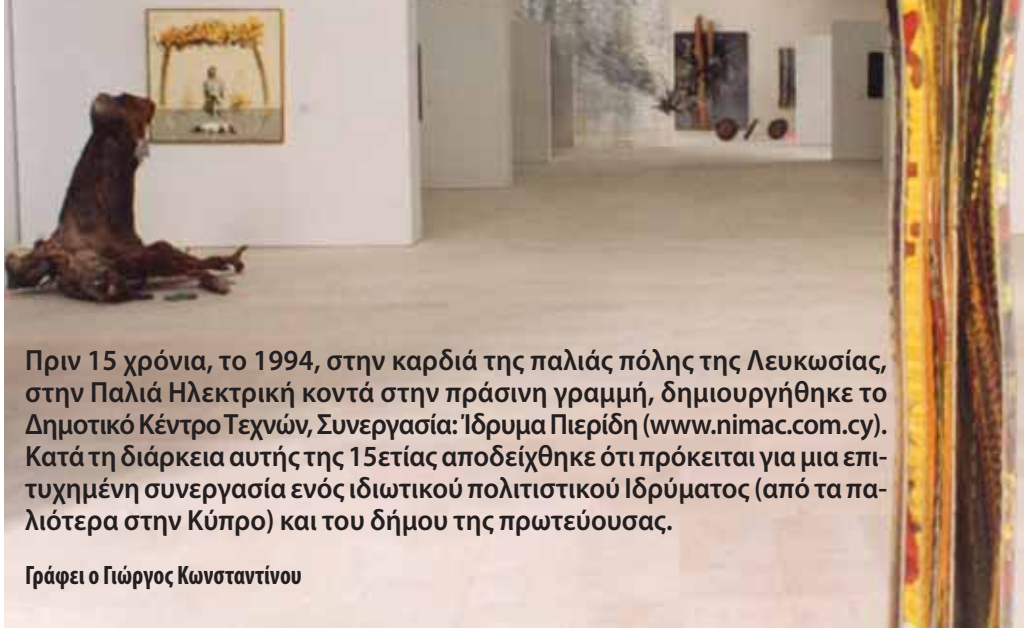 Πριν 15 χρόνια, το 1994, στην καρδιά της παλιάς πόλης της Λευκωσίας,
στην Παλιά Ηλεκτρική κοντά στην πράσινη γραμμή, δημιουργήθηκε το
Δημοτικό Κέντρο Τεχνών, Συνεργασία: Ίδρυμα Πιερίδη (www.nimac.com.cy).
Κατά τη διάρκεια αυτής της 15ετίας αποδείχθηκε ότι πρόκειται για μια επι-
τυχημένη συνεργασία ενός ιδιωτικού πολιτιστικού Ιδρύματος (από τα πα-
λιότερα στην Κύπρο) και του δήμου της πρωτεύουσας.
Γράφει ο Γιώργος Κωνσταντίνου